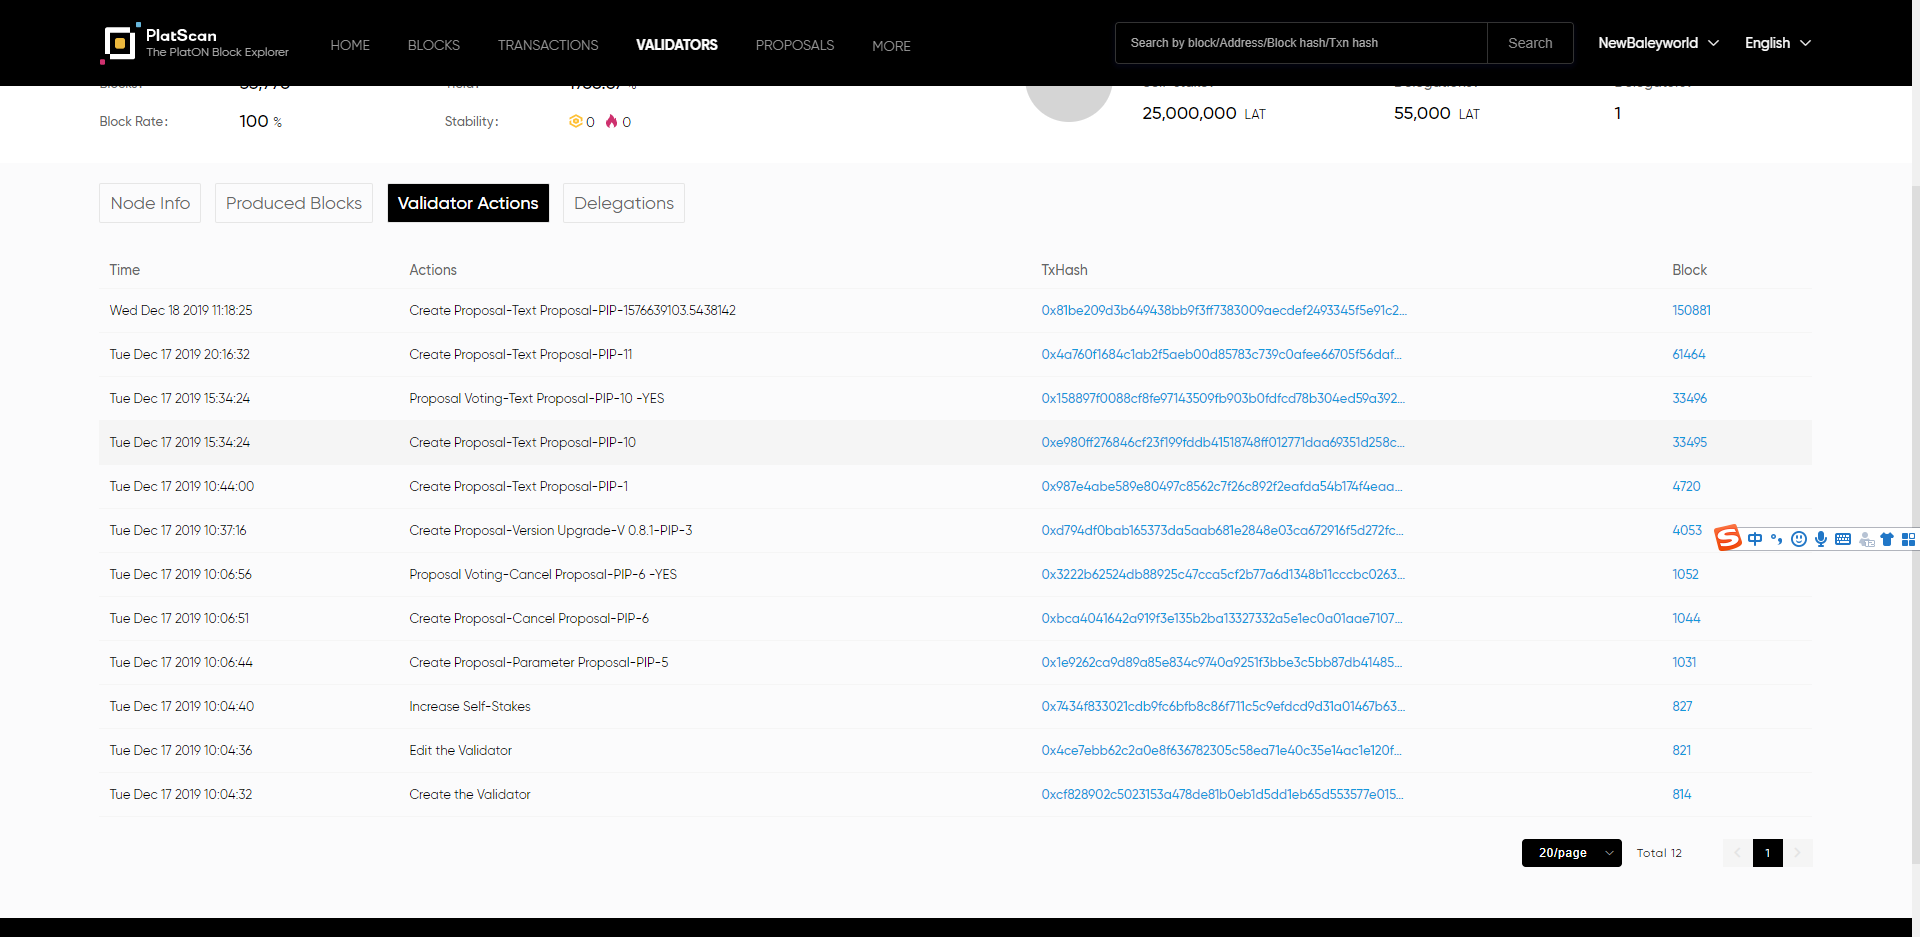 PlatScan
The PlatON Block Explorer
HOME BLOCKS TRANSACTIONS VALIDATORS PROPOSALS MORE
Search by block/Address/Block hash/Txn hash Search
NewBaleyworld English
Block Rate: 100 % Stability: 0 0
25,000,000 LAT 55,000 LAT 1
Node Info Produced Blocks Validator Actions Delegations
Time Actions TxHash Block
Wed Dec 18 2019 11:18:25 Create Proposal-Text Proposal-PIP-1576639103.5438142 0x81be209d3b649438bb9f3ff7383009aecdef2493345f5e91c2... 150881
Tue Dec 17 2019 20:16:32 Create Proposal-Text Proposal-PIP-11 0x4a760f1684c1ab2f5aeb00d85783c739c0afee66705f56daf... 61464
Tue Dec 17 2019 15:34:24 Proposal Voting-Text Proposal-PIP-10 -YES 0x158897f0088cf8fe97143509fb903b0fdfcd78b304ed59a392... 33496
Tue Dec 17 2019 15:34:24 Create Proposal-Text Proposal-PIP-10 0xe980ff276846cf23f199fddb41518748ff012771daa69351d258c... 33495
Tue Dec 17 2019 10:44:00 Create Proposal-Text Proposal-PIP-1 0x987e4abe589e80497c8562c7f26c892f2eafda54b174f4eaa... 4720
Tue Dec 17 2019 10:37:16 Create Proposal-Version Upgrade-V 0.8.1-PIP-3 0xd794df0bab165373da5aab681e2848e03ca672916f5d272fc... 4053
中
Tue Dec 17 2019 10:06:56 Proposal Voting-Cancel Proposal-PIP-6 -YES 0x3222b62524db88925c47cca5cf2b77a6d1348b11cccbc0263... 1052
Tue Dec 17 2019 10:06:51 Create Proposal-Cancel Proposal-PIP-6 0xbca4041642a919f3e135b2ba13327332a5e1ec0a01aae7107... 1044
Tue Dec 17 2019 10:06:44 Create Proposal-Parameter Proposal-PIP-5 0x1e9262ca9d89a85e834c9740a9251f3bbe3c5bb87db41485... 1031
Tue Dec 17 2019 10:04:40 Increase Self-Stakes 0x7434f833021cdb9fc6bfb8c86f711c5c9efdcd9d31a01467b63... 827
Tue Dec 17 2019 10:04:36 Edit the Validator 0x4ce7ebb62c2a0e8f636782305c58ea71e40c35e14ac1e120f... 821
Tue Dec 17 2019 10:04:32 Create the Validator 0xcf828902c5023153a478de81b0eb1d5dd1eb65d553577e015... 814
20/page Total 12 1